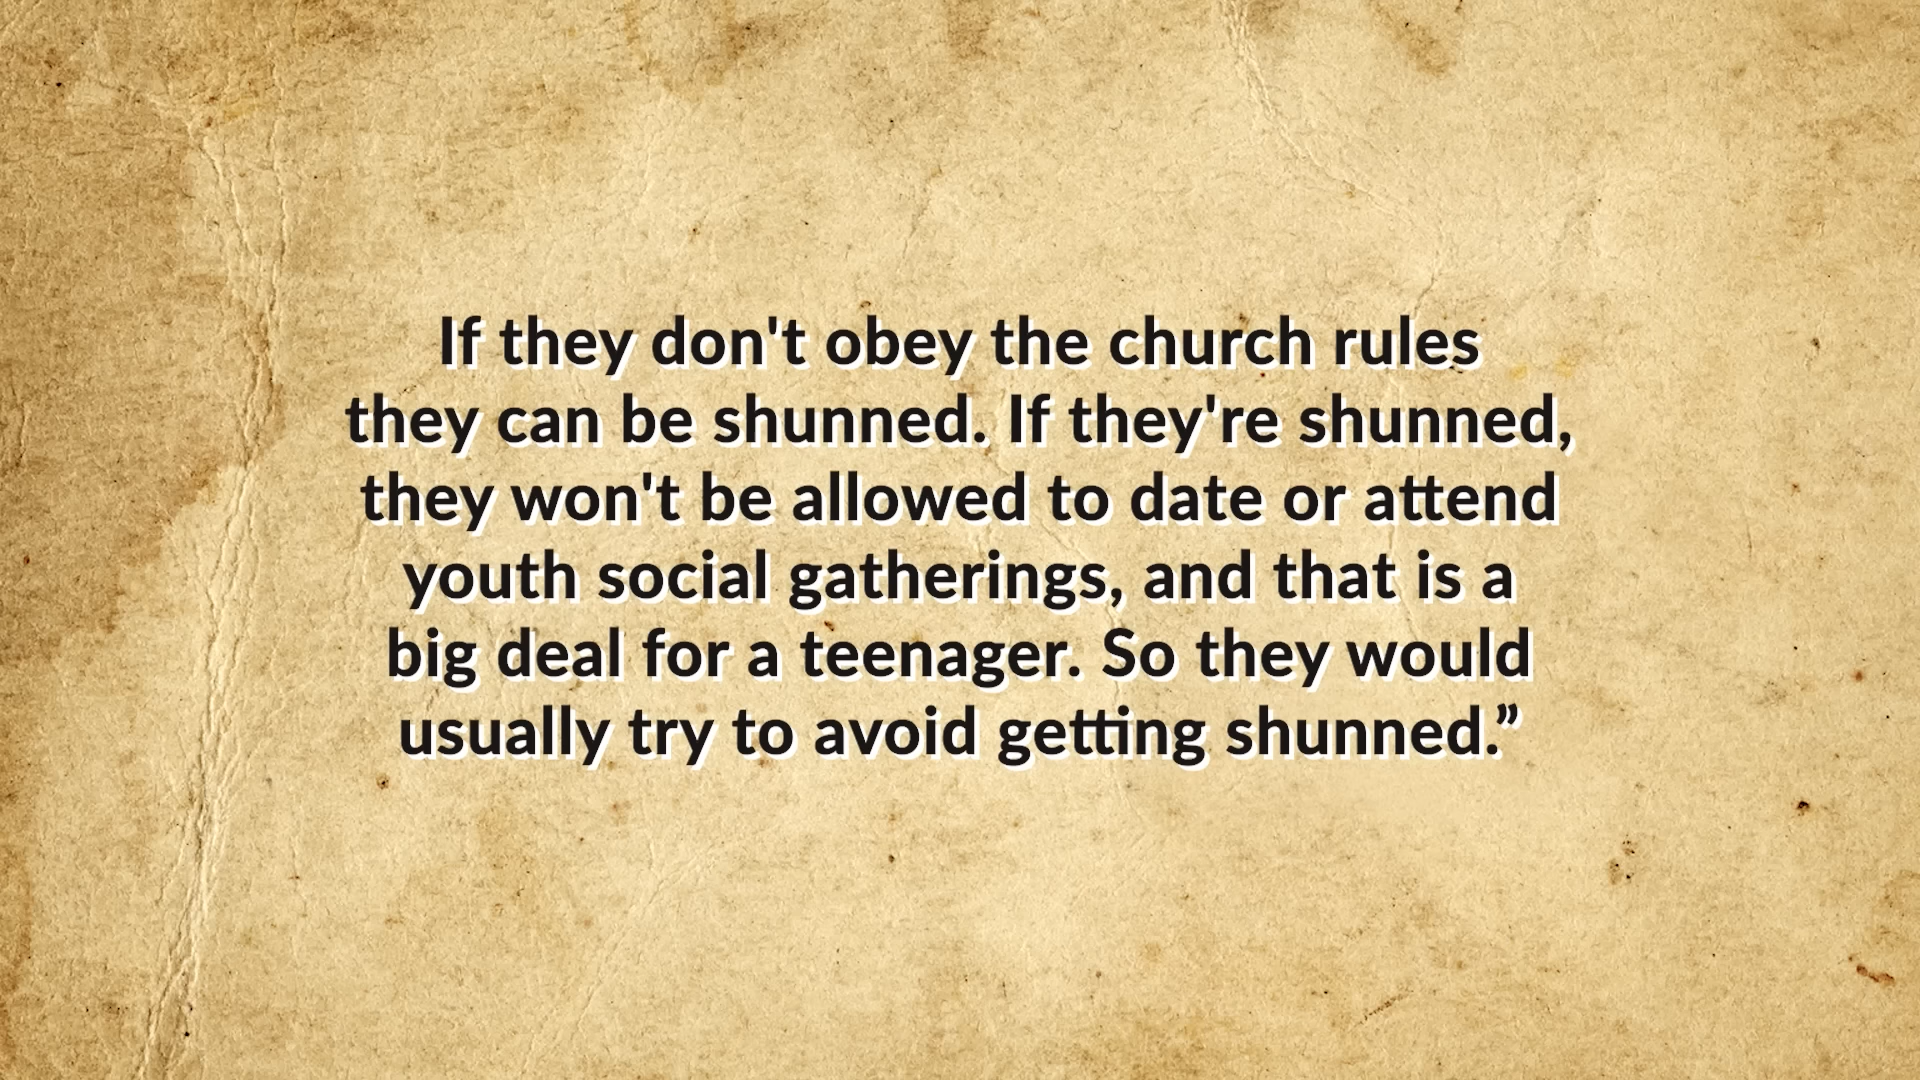 If they don't obey the church rules
they can be shunned. If they're shunned,
they won't be allowed to date or attend
youth social gatherings, and that is a
big deal for a teenager. So they would
usually try to avoid getting shunned.”